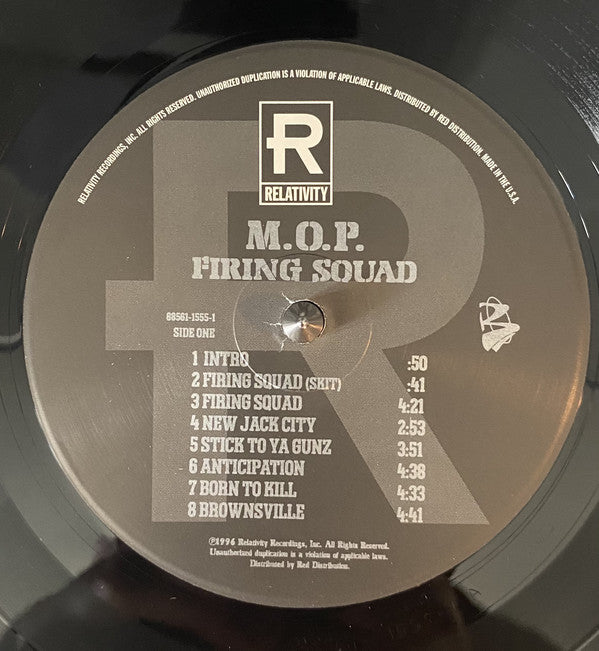 RELATIVITY RECORDINGS, INC. ALL RIGHTS RESERVED. UNAUTHORIZED DUPLICATION IS A VIOLATION OF APPLICABLE LAWS. DISTRIBUTED BY RED DISTRIBUTION. MADE IN THE U.S.A.
R
RELATIVITY
M.O.P.
FIRING SQUAD
88561-1555-1
SIDE ONE
1 INTRO :50
2 FIRING SQUAD (SKIT) :41
3 FIRING SQUAD 4:21
4 NEW JACK CITY 2:53
5 STICK TO YA GUNZ 3:51
6 ANTICIPATION 4:38
7 BORN TO KILL 4:33
8 BROWNSVILLE 4:41
℗1996 Relativity Recordings, Inc. All Rights Reserved.
Unauthorized duplication is a violation of applicable laws.
Distributed by Red Distribution.